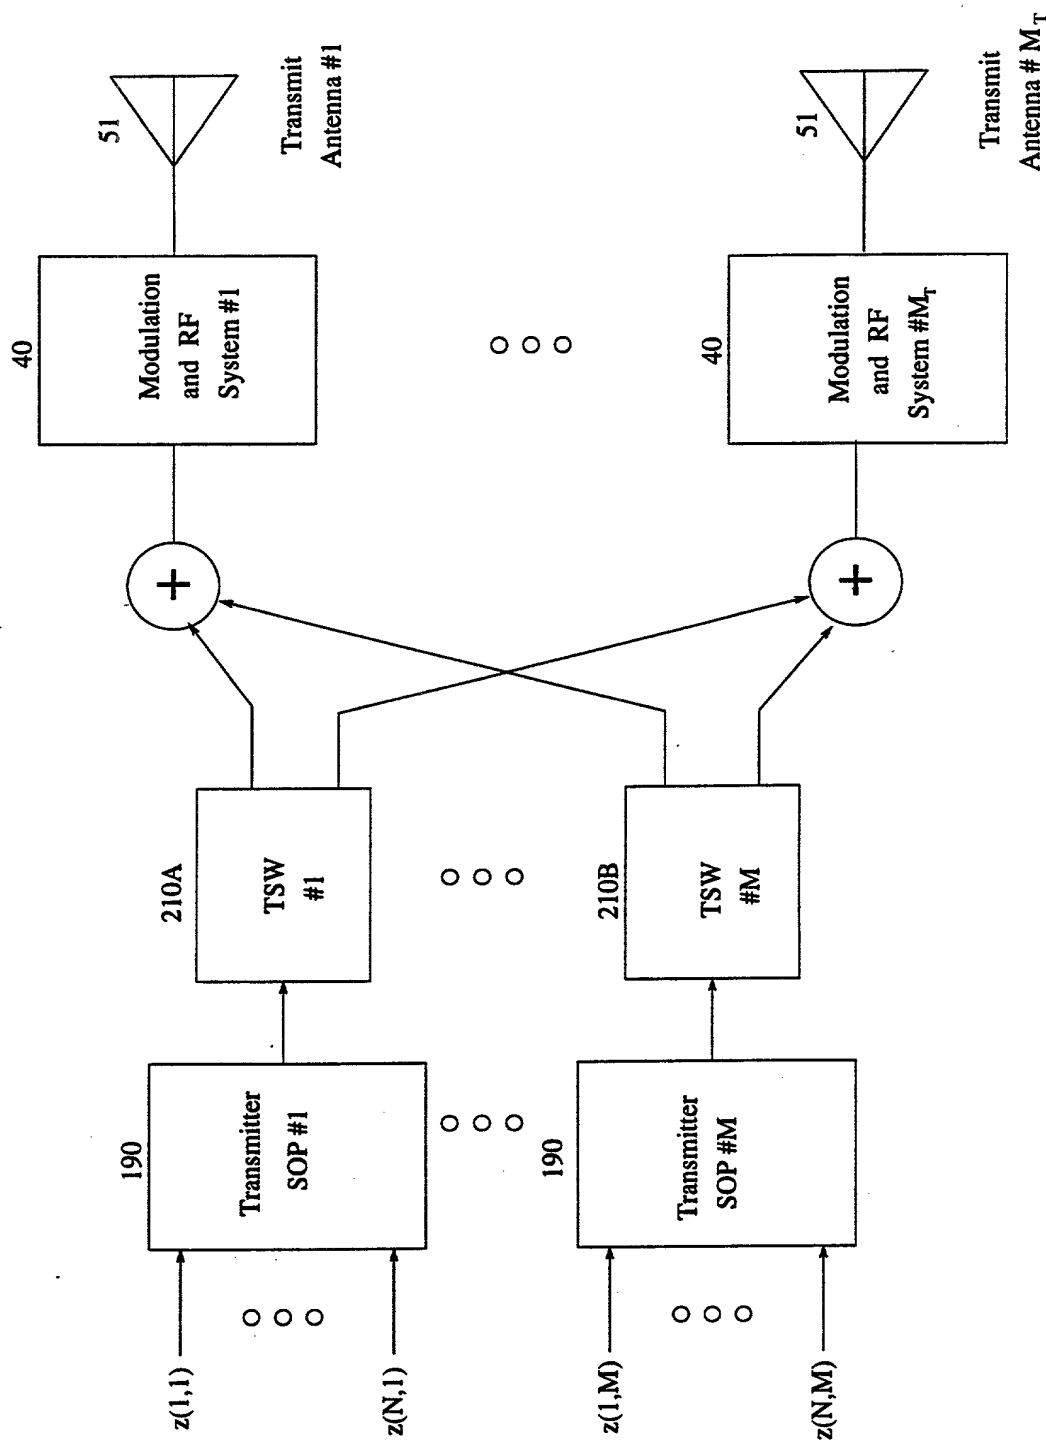 z(1,1)
z(N,1)
190
Transmitter
SOP #1
210A
TSW
#1
+
40
Modulation
and RF
System #1
51
Transmit
Antenna #1
z(1,M)
z(N,M)
190
Transmitter
SOP #M
210B
TSW
#M
+
40
Modulation
and RF
System #M_T
51
Transmit
Antenna # M_T